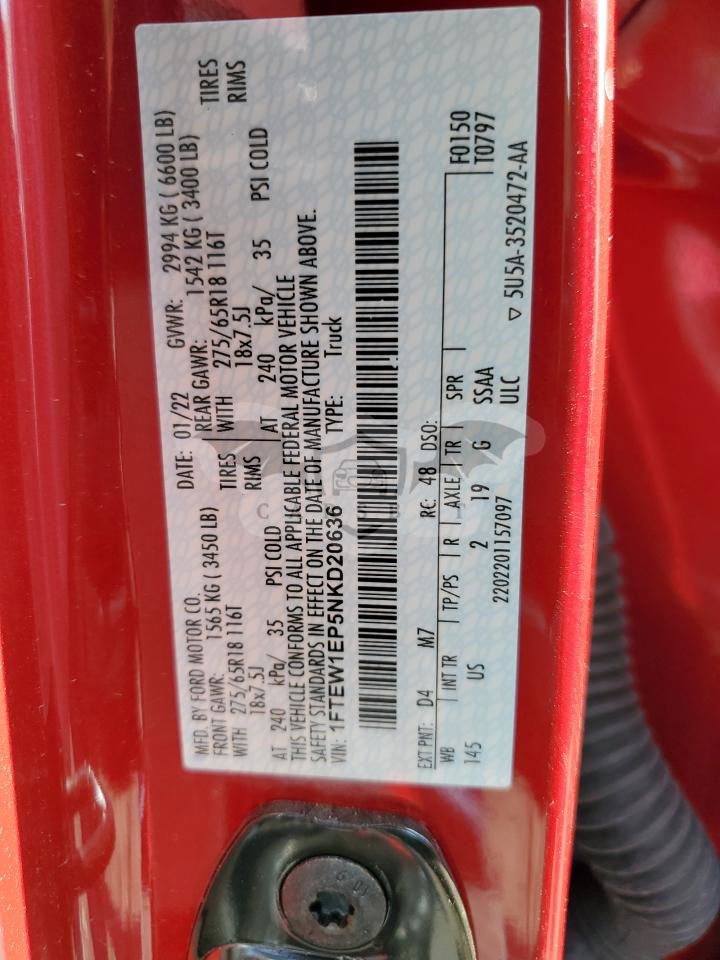 MFD. BY FORD MOTOR CO. DATE: 01/22 GVWR: 2994 KG ( 6600 LB)
FRONT GAWR: 1565 KG ( 3450 LB) REAR GAWR: 1542 KG ( 3400 LB)
WITH 275/65R18 116T TIRES WITH 275/65R18 116T TIRES
18x7.5J RIMS 18x7.5J RIMS
AT 240 kPa/ 35 PSI COLD AT 240 kPa/ 35 PSI COLD
THIS VEHICLE CONFORMS TO ALL APPLICABLE FEDERAL MOTOR VEHICLE
SAFETY STANDARDS IN EFFECT ON THE DATE OF MANUFACTURE SHOWN ABOVE.
VIN: 1FTEW1EP5NKD20636 TYPE: Truck
EXT PNT: D4 M7 RC: 48 DSO: F0150
WB INT TR TP/PS R AXLE TR SPR T0797
145 US 2 19 G SSAA
2202201157097 ULC ▽ 5U5A-3520472-AA